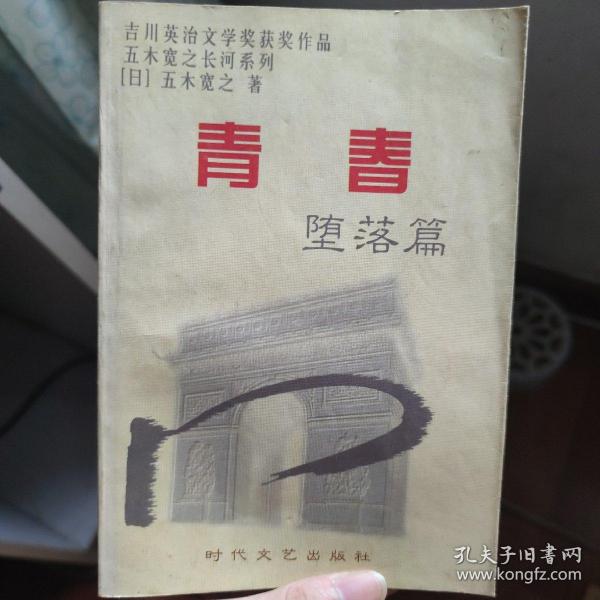 吉川英治文学奖获奖作品
五木宽之长河系列
[日] 五木宽之 著
青春
堕落篇
时代文艺出版社
孔夫子旧書网
www.kongfz.com